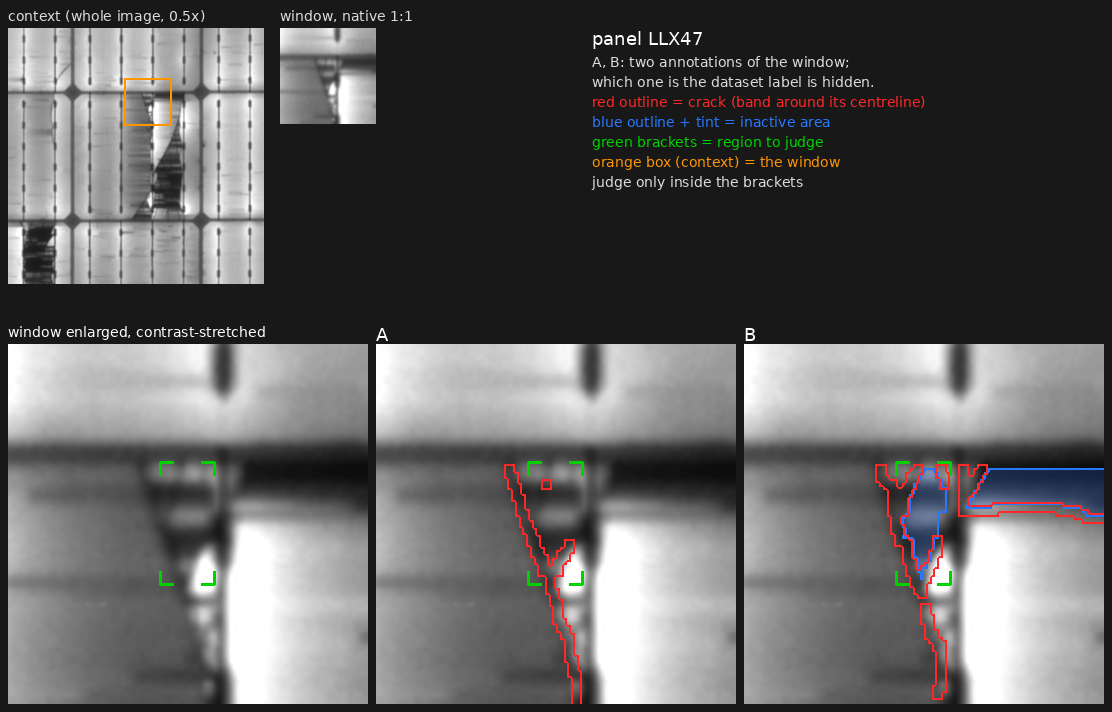 context (whole image, 0.5x)
window, native 1:1
panel LLX47
A, B: two annotations of the window;
which one is the dataset label is hidden.
red outline = crack (band around its centreline)
blue outline + tint = inactive area
green brackets = region to judge
orange box (context) = the window
judge only inside the brackets
window enlarged, contrast-stretched
A
B